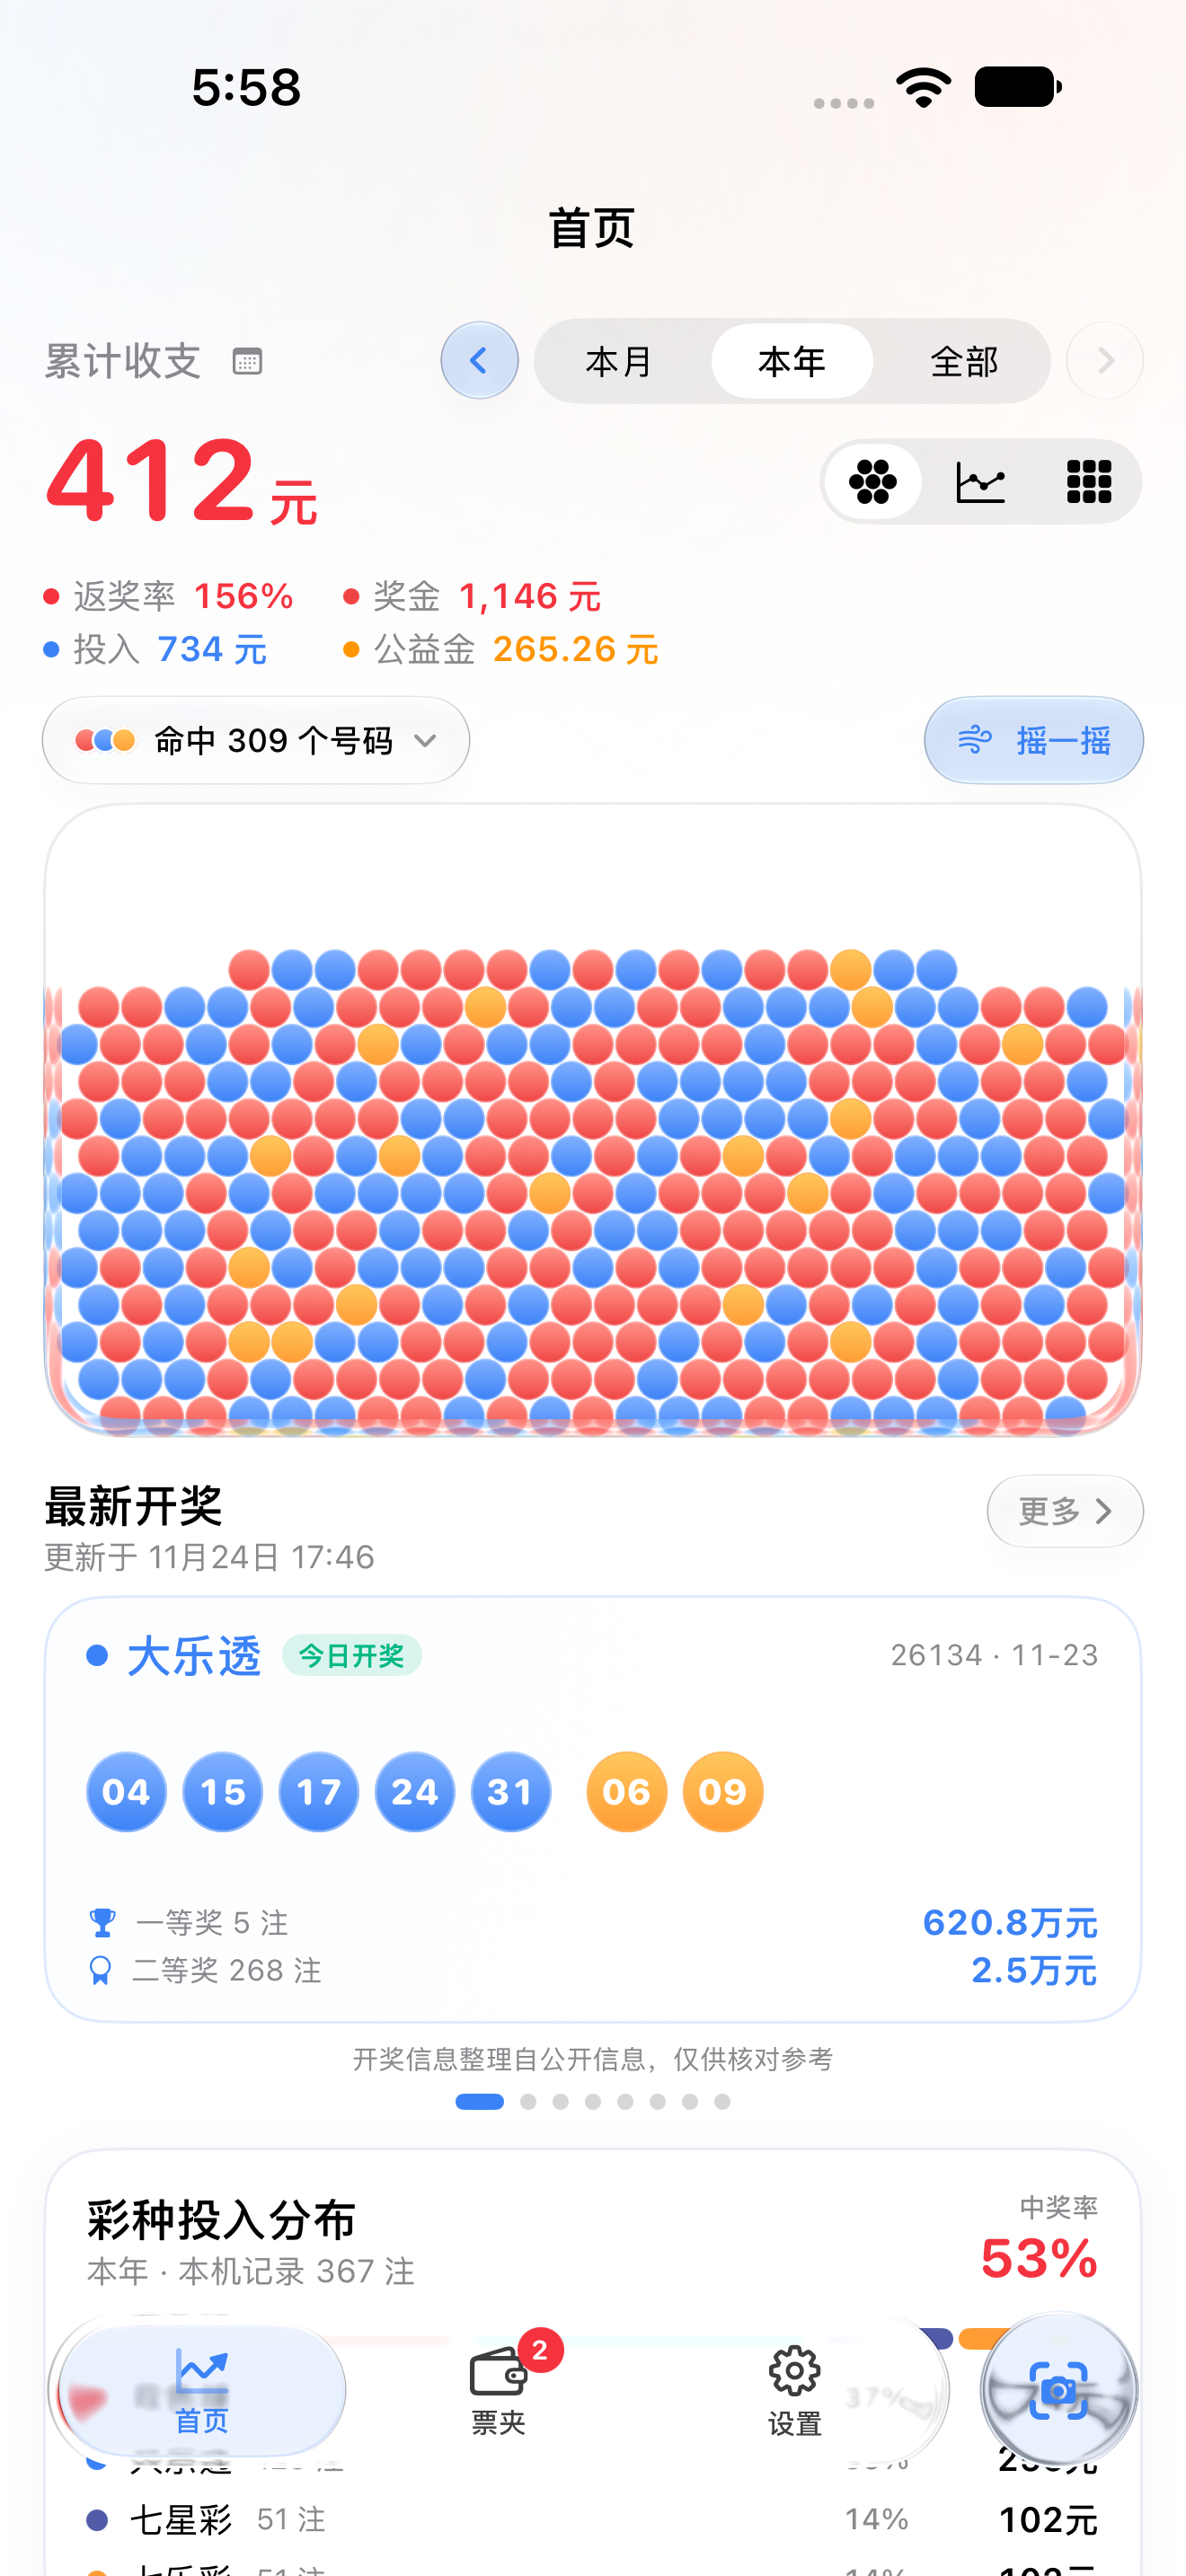 5:58
首页
累计收支
本月 本年 全部
412 元
返奖率 156% 奖金 1,146 元
投入 734 元 公益金 265.26 元
命中 309 个号码
摇一摇
最新开奖
更多
更新于 11月24日 17:46
大乐透 今日开奖 26134 · 11-23
04 15 17 24 31 06 09
一等奖 5 注 620.8万元
二等奖 268 注 2.5万元
开奖信息整理自公开信息，仅供核对参考
彩种投入分布
中奖率
本年 · 本机记录 367 注
53%
37%
首页 票夹 2 设置
七星彩 51 注 14% 102元